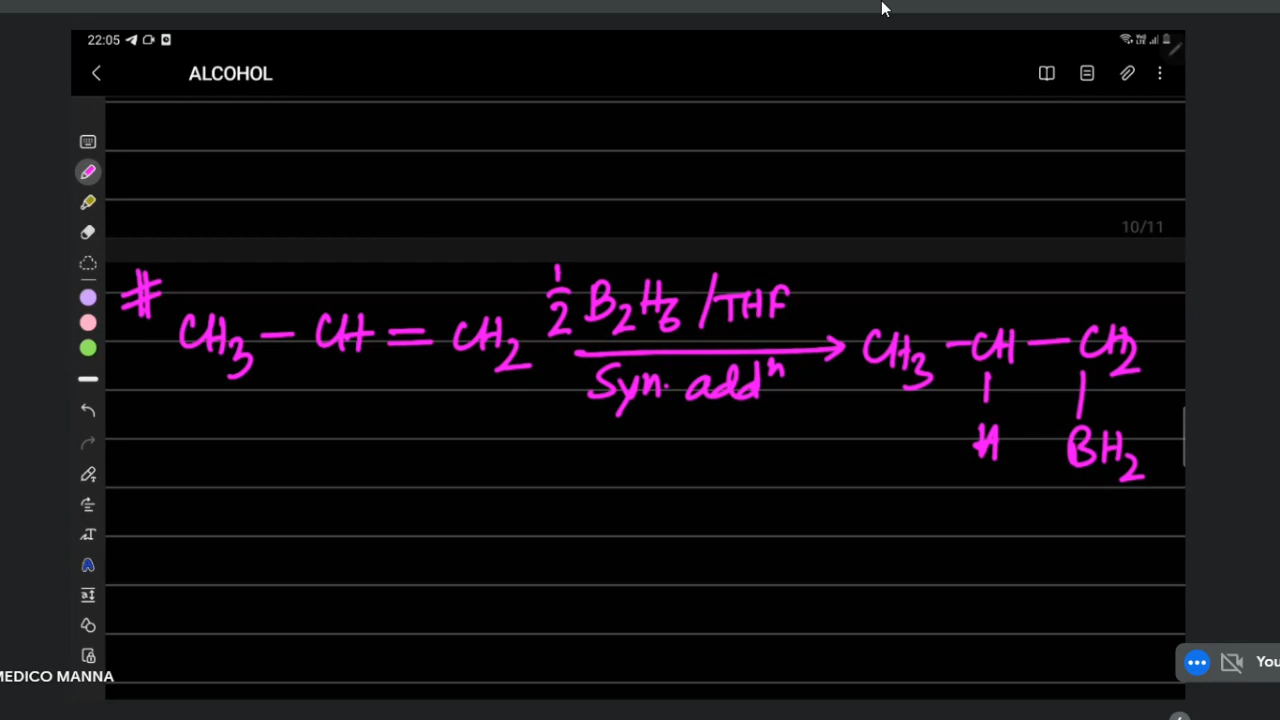 22:05
ALCOHOL
10/11
# CH3 – CH = CH2 1/2 B2H6 /THF → CH3 – CH – CH2
Syn. addn
H BH2
MEDICO MANNA
You